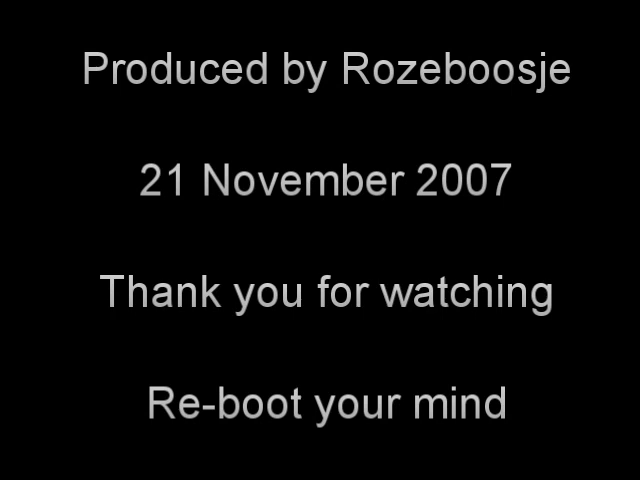 Produced by Rozeboosje
21 November 2007
Thank you for watching
Re-boot your mind